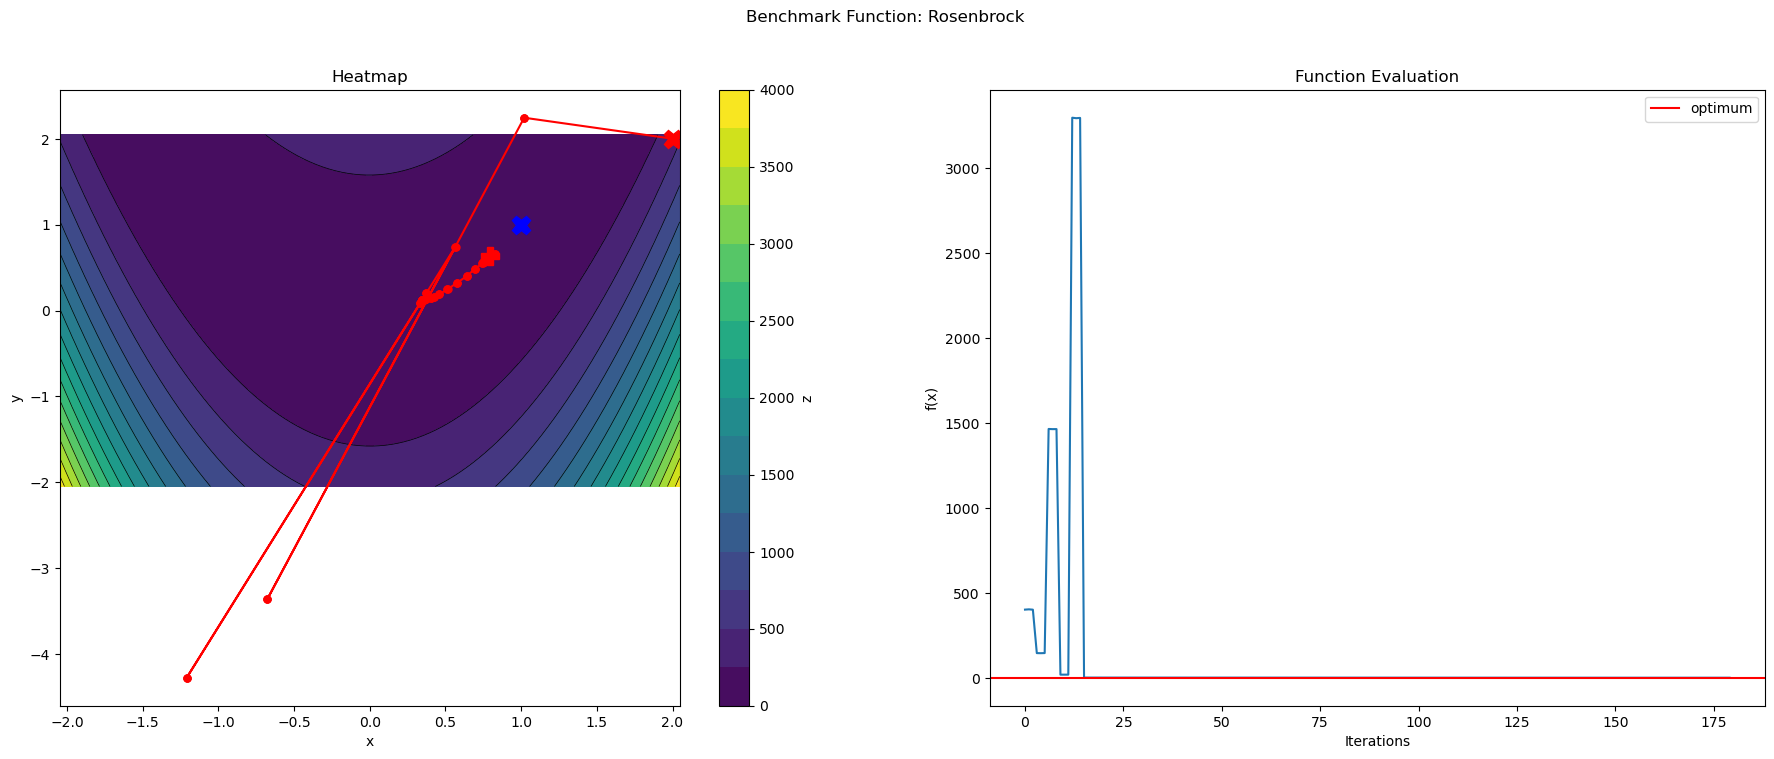 Benchmark Function: Rosenbrock
Heatmap
2
1
0
−1
−2
−3
−4
y
−2.0 −1.5 −1.0 −0.5 0.0 0.5 1.0 1.5 2.0
x
4000
3500
3000
2500
2000
1500
1000
500
0
z
Function Evaluation
optimum
3000
2500
2000
1500
1000
500
0
f(x)
0 25 50 75 100 125 150 175
Iterations